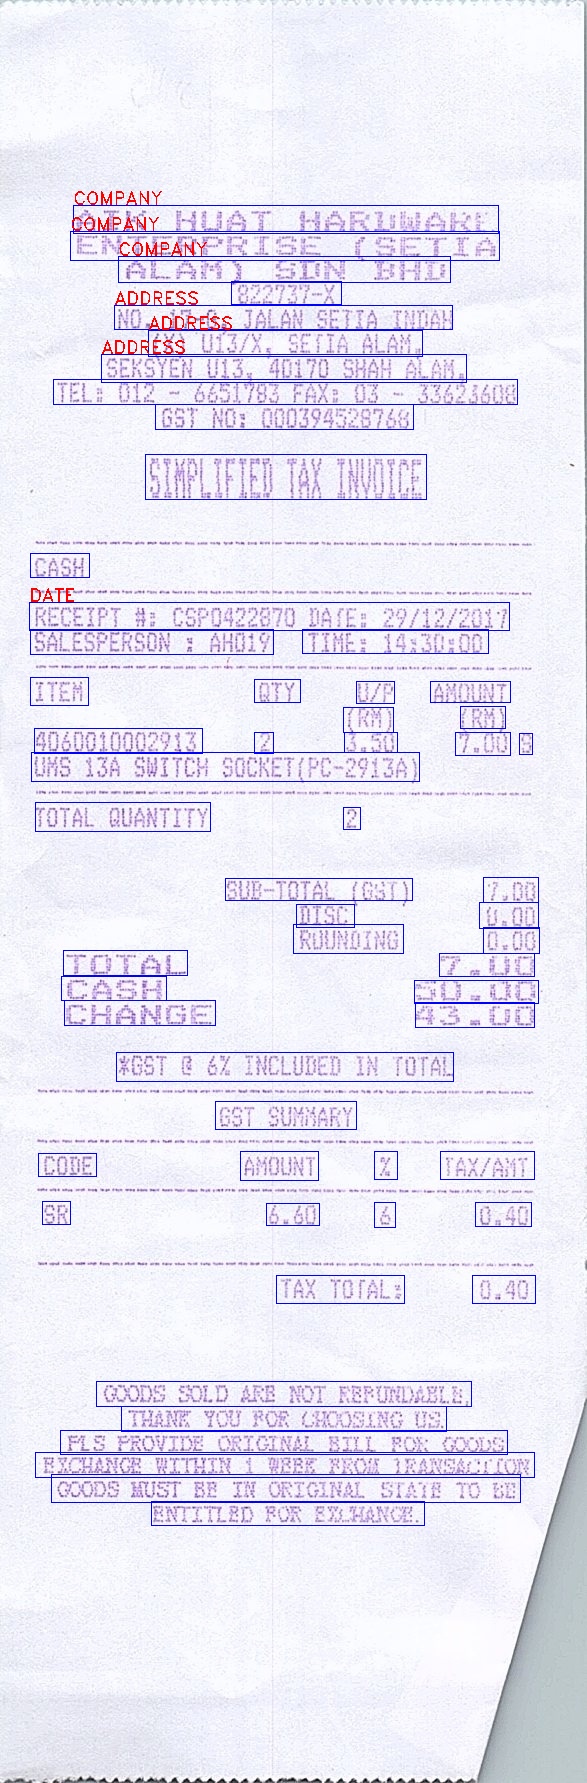 COMPANY
COMPANY HUAT HARDWARE
ENTERPRISE (SETIA
COMPANY
ALAM) SDN BHD
822737-X
ADDRESS
NO. JALAN SETIA INDAH
ADDRESS
U13/X, SETIA ALAM,
ADDRESS
SEKSYEN U13, 40170 SHAH ALAM.
TEL: 012 - 6651783 FAX: 03 - 33623608
GST NO: 000394528768
SIMPLIFIED TAX INVOICE
CASH
DATE
RECEIPT #: CSP0422870 DATE: 29/12/2017
SALESPERSON : AH019 TIME: 14:30:00
ITEM QTY U/P AMOUNT
(RM) (RM)
4060010002913 2 3.50 7.00 S
UMS 13A SWITCH SOCKET(PC-2913A)
TOTAL QUANTITY 2
SUB-TOTAL (GST) 7.00
DISC 0.00
ROUNDING 0.00
TOTAL 7.00
CASH 50.00
CHANGE 43.00
*GST @ 6% INCLUDED IN TOTAL
GST SUMMARY
CODE AMOUNT % TAX/AMT
SR 6.60 6 0.40
TAX TOTAL: 0.40
GOODS SOLD ARE NOT REFUNDABLE,
THANK YOU FOR CHOOSING US.
PLS PROVIDE ORIGINAL BILL FOR GOODS
EXCHANGE WITHIN 1 WEEK FROM TRANSACTION
GOODS MUST BE IN ORIGINAL STATE TO BE
ENTITLED FOR EXCHANGE.